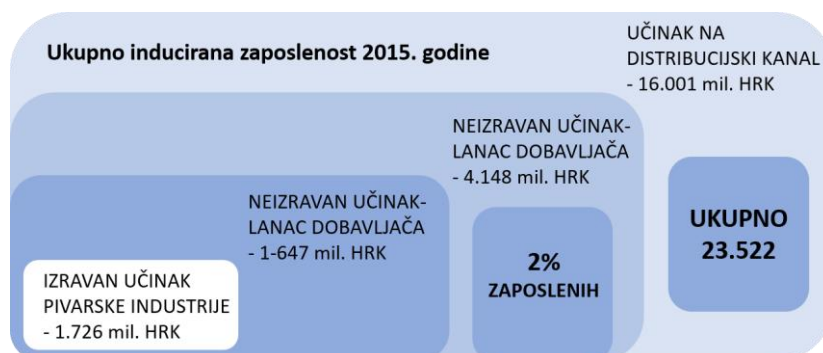 Ukupno inducirana zaposlenost 2015. godine
UČINAK NA
DISTRIBUCIJSKI KANAL
- 16.001 mil. HRK
NEIZRAVAN UČINAK-
LANAC DOBAVLJAČA
- 4.148 mil. HRK
NEIZRAVAN UČINAK-
LANAC DOBAVLJAČA
- 1-647 mil. HRK
IZRAVAN UČINAK
PIVARSKE INDUSTRIJE
- 1.726 mil. HRK
2%
ZAPOSLENIH
UKUPNO
23.522